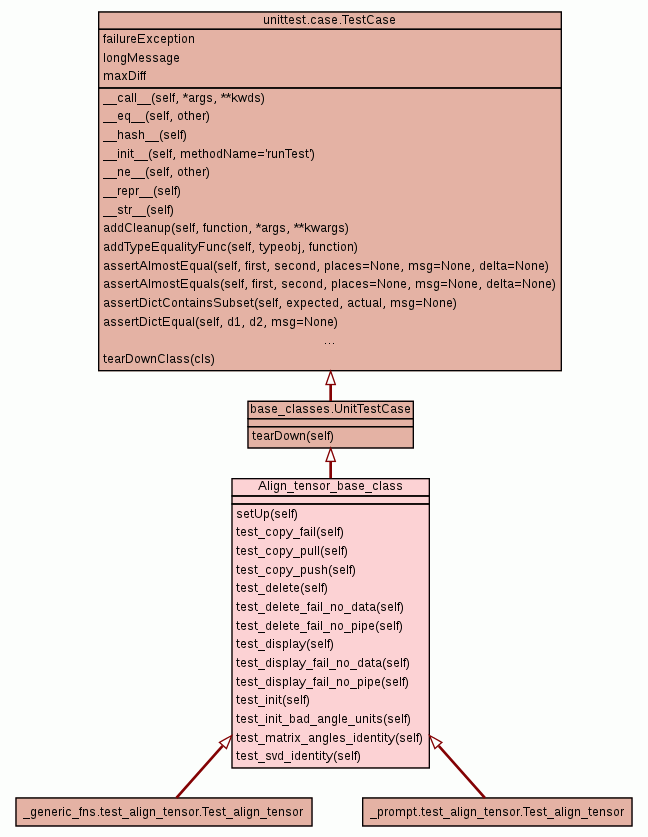 unittest.case.TestCase
failureException
longMessage
maxDiff
__call__(self, *args, **kwds)
__eq__(self, other)
__hash__(self)
__init__(self, methodName='runTest')
__ne__(self, other)
__repr__(self)
__str__(self)
addCleanup(self, function, *args, **kwargs)
addTypeEqualityFunc(self, typeobj, function)
assertAlmostEqual(self, first, second, places=None, msg=None, delta=None)
assertAlmostEquals(self, first, second, places=None, msg=None, delta=None)
assertDictContainsSubset(self, expected, actual, msg=None)
assertDictEqual(self, d1, d2, msg=None)
...
tearDownClass(cls)
base_classes.UnitTestCase
tearDown(self)
Align_tensor_base_class
setUp(self)
test_copy_fail(self)
test_copy_pull(self)
test_copy_push(self)
test_delete(self)
test_delete_fail_no_data(self)
test_delete_fail_no_pipe(self)
test_display(self)
test_display_fail_no_data(self)
test_display_fail_no_pipe(self)
test_init(self)
test_init_bad_angle_units(self)
test_matrix_angles_identity(self)
test_svd_identity(self)
_generic_fns.test_align_tensor.Test_align_tensor
_prompt.test_align_tensor.Test_align_tensor